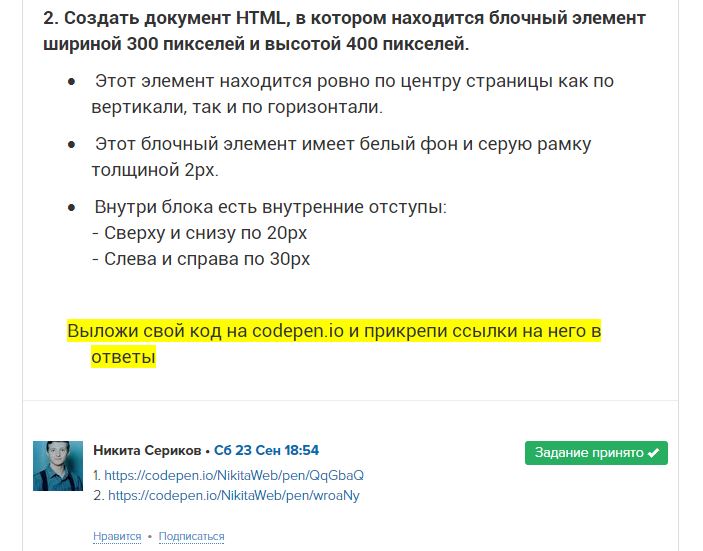 2. Создать документ HTML, в котором находится блочный элемент
шириной 300 пикселей и высотой 400 пикселей.
● Этот элемент находится ровно по центру страницы как по
вертикали, так и по горизонтали.
● Этот блочный элемент имеет белый фон и серую рамку
толщиной 2px.
● Внутри блока есть внутренние отступы:
- Сверху и снизу по 20px
- Слева и справа по 30px
Выложи свой код на codepen.io и прикрепи ссылки на него в
ответы
Никита Сериков • Сб 23 Сен 18:54
Задание принято ✔
1. https://codepen.io/NikitaWeb/pen/QqGbaQ
2. https://codepen.io/NikitaWeb/pen/wroaNy
Нравится • Подписаться